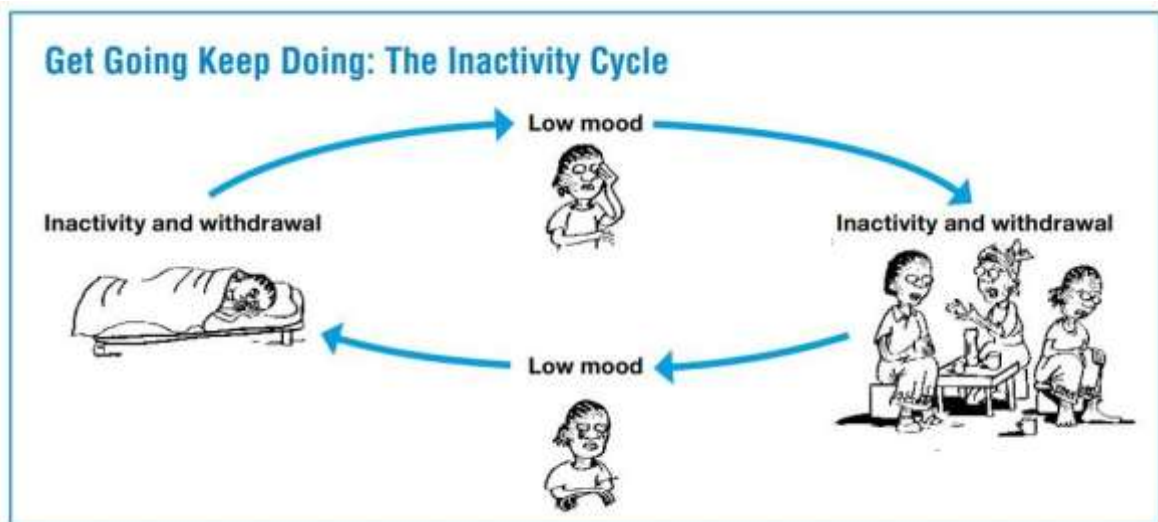 Get Going Keep Doing: The Inactivity Cycle
Low mood
Inactivity and withdrawal
Inactivity and withdrawal
Low mood